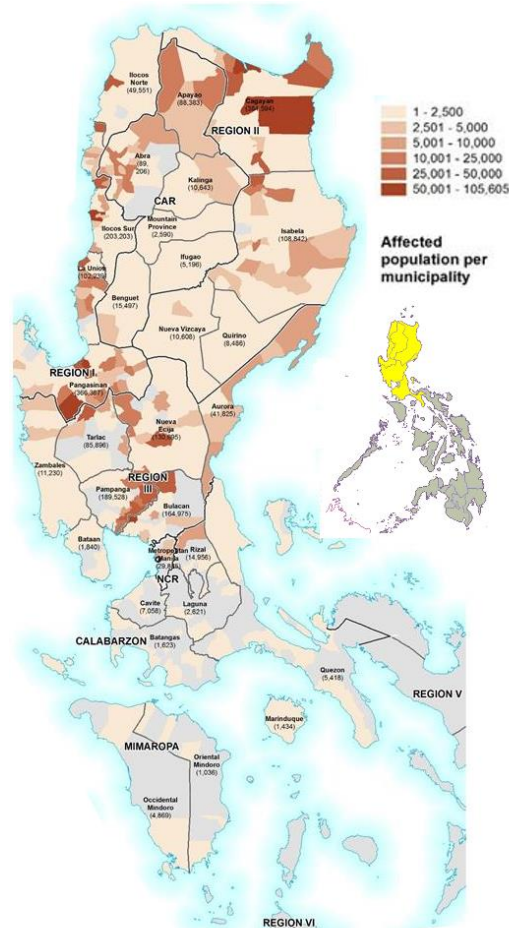 Ilocos
Norte
(49,551)
Apayao
(88,383)
Cagayan
REGION II
1 - 2,500
2,501 - 5,000
5,001 - 10,000
10,001 - 25,000
25,001 - 50,000
50,001 - 105,605
Affected
population per
municipality
Abra
(89,
206)
Kalinga
(10,643)
CAR
Ilocos Sur
(203,203)
Mountain
Province
(2,590)
Isabela
(108,842)
Ifugao
(5,196)
La Union
Benguet
(15,497)
Nueva Vizcaya
(10,608)
Quirino
(8,486)
REGION I
Pangasinan
Aurora
(41,825)
Nueva
Ecija
Tarlac
(85,896)
Zambales
(11,230)
REGION
III
Pampanga
(189,528)
Bulacan
(164,975)
Bataan
(1,840)
Metropolitan
Manila
Rizal
(14,956)
NCR
Cavite
(7,058)
Laguna
(2,621)
CALABARZON
Batangas
(1,623)
Quezon
(5,418)
REGION V
Marinduque
(1,434)
MIMAROPA
Oriental
Mindoro
(1,036)
Occidental
Mindoro
(4,869)
REGION VI